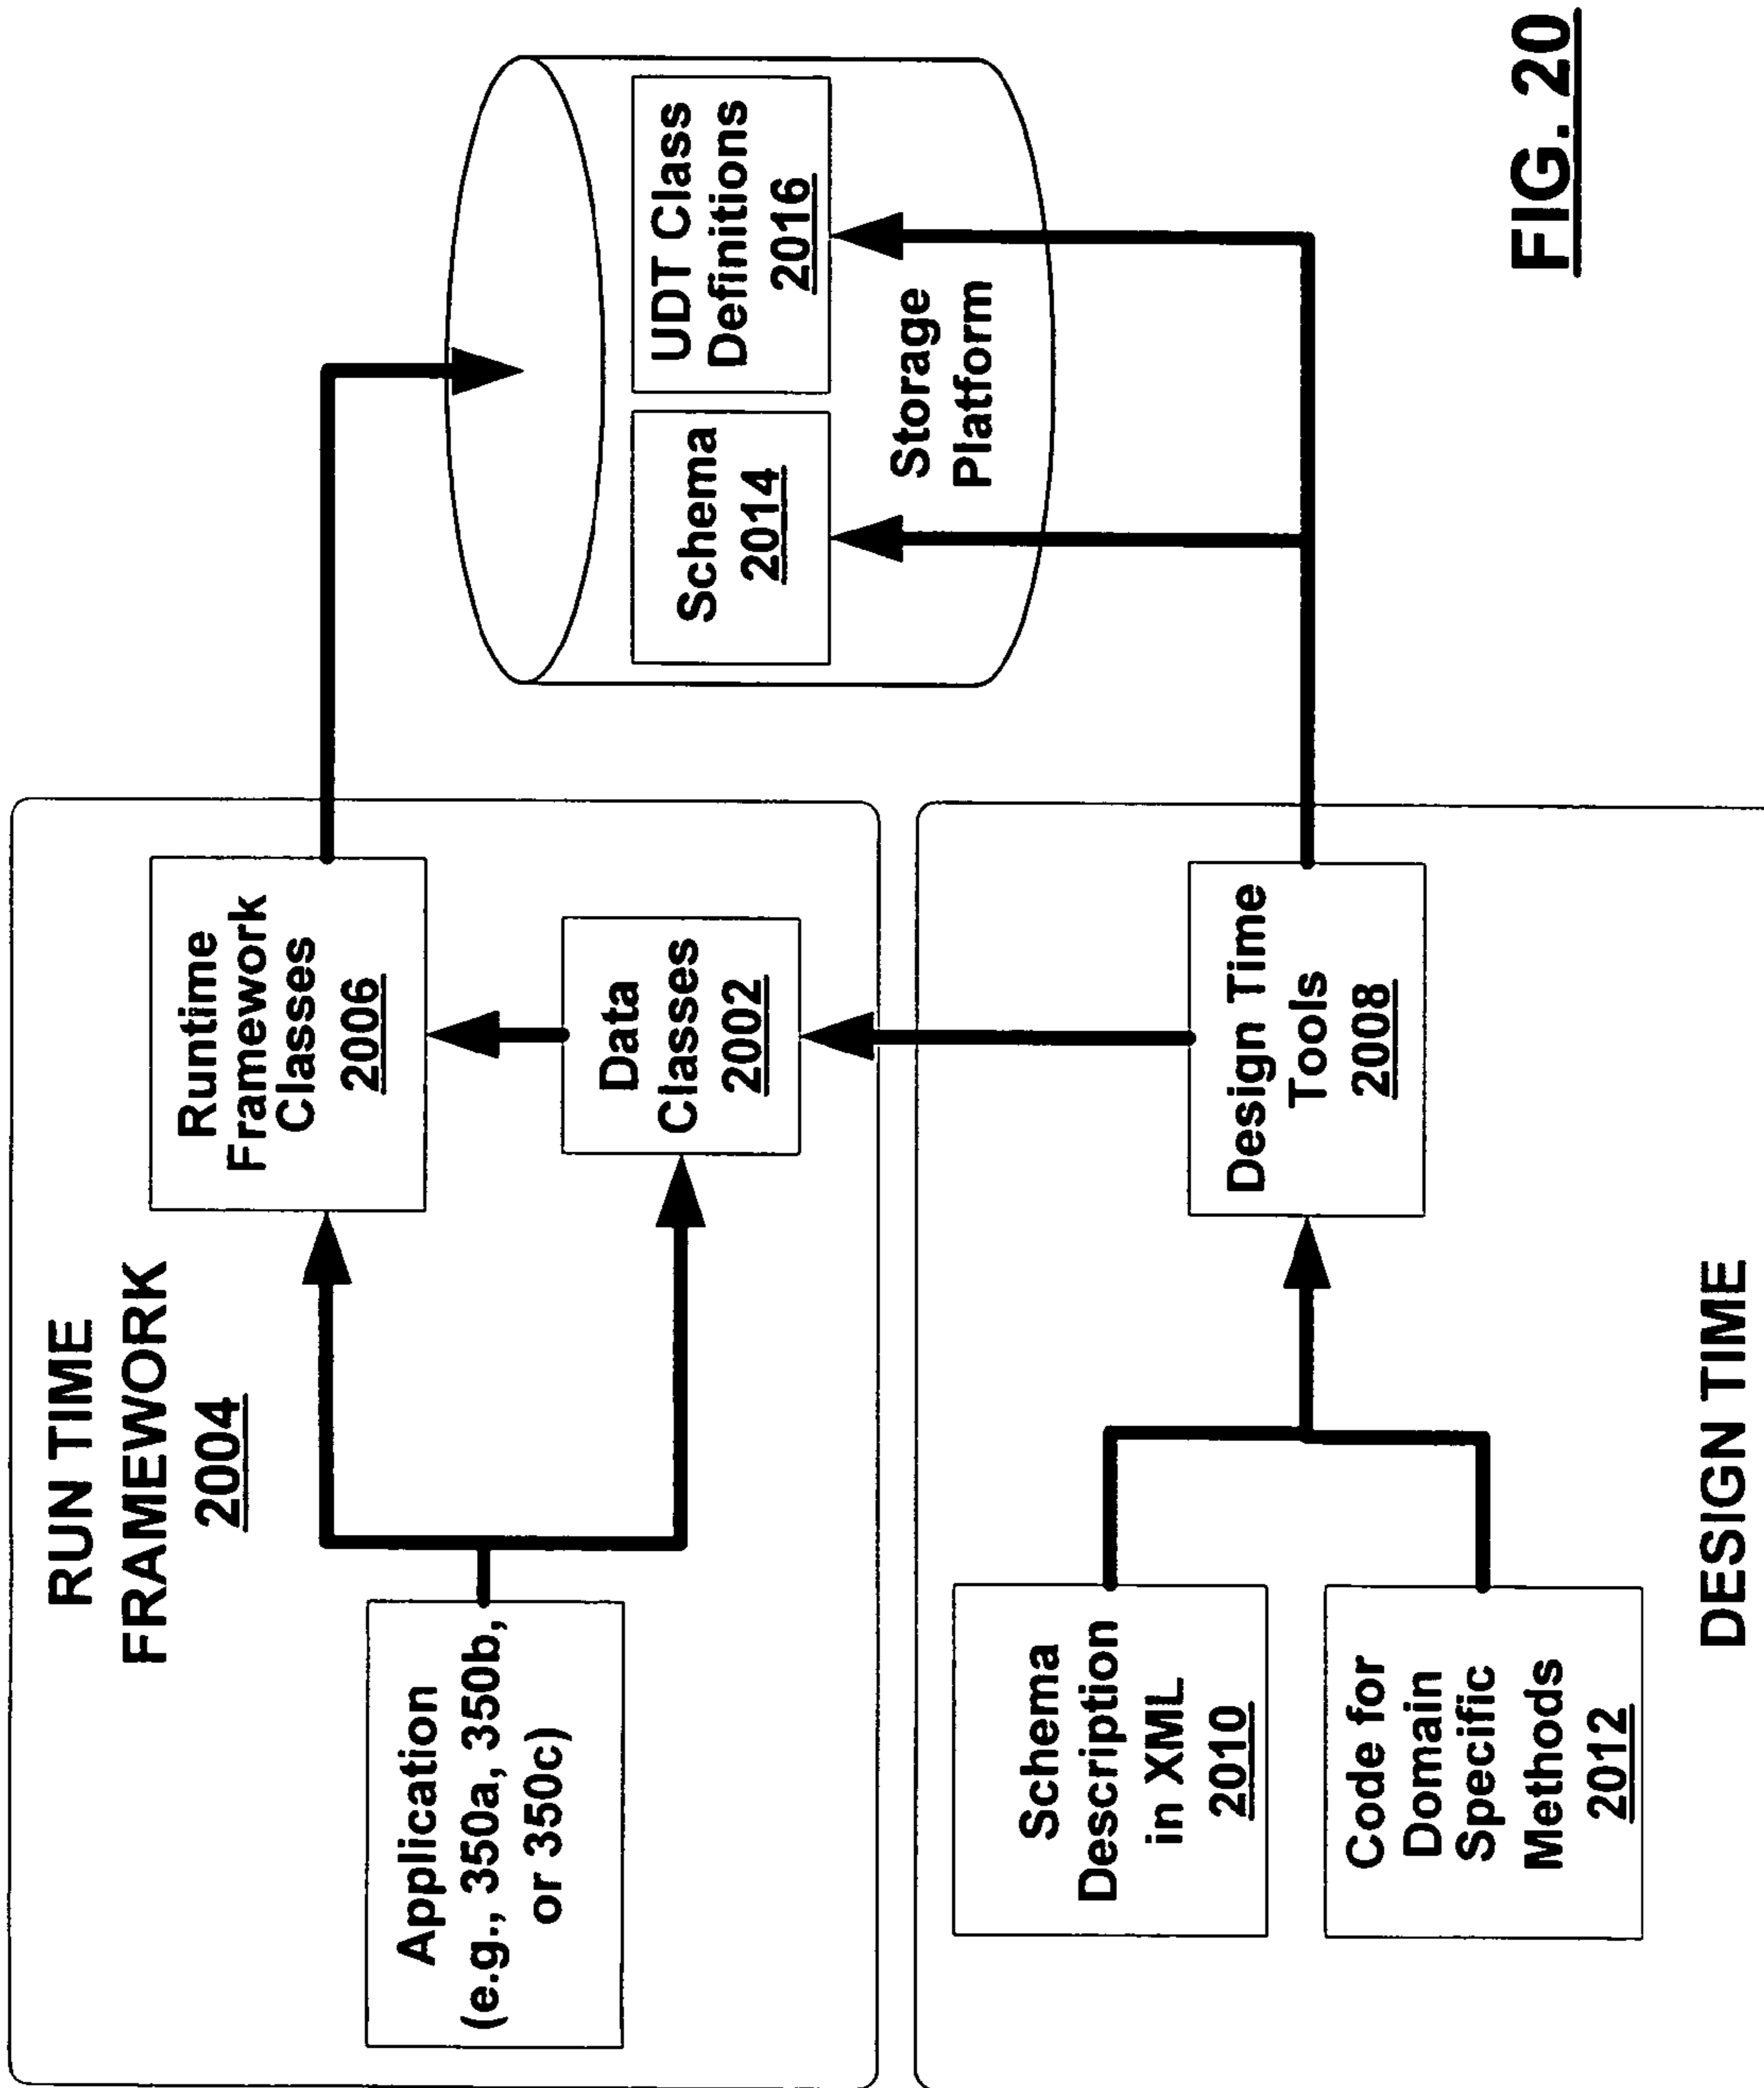 RUN TIME
FRAMEWORK
2004
Application
(e.g., 350a, 350b,
or 350c)
Runtime
Framework
Classes
2006
Data
Classes
2002
Schema
2014
UDT Class
Definitions
2016
Storage
Platform
Schema
Description
in XML
2010
Code for
Domain
Specific
Methods
2012
Design Time
Tools
2008
DESIGN TIME
FIG. 20